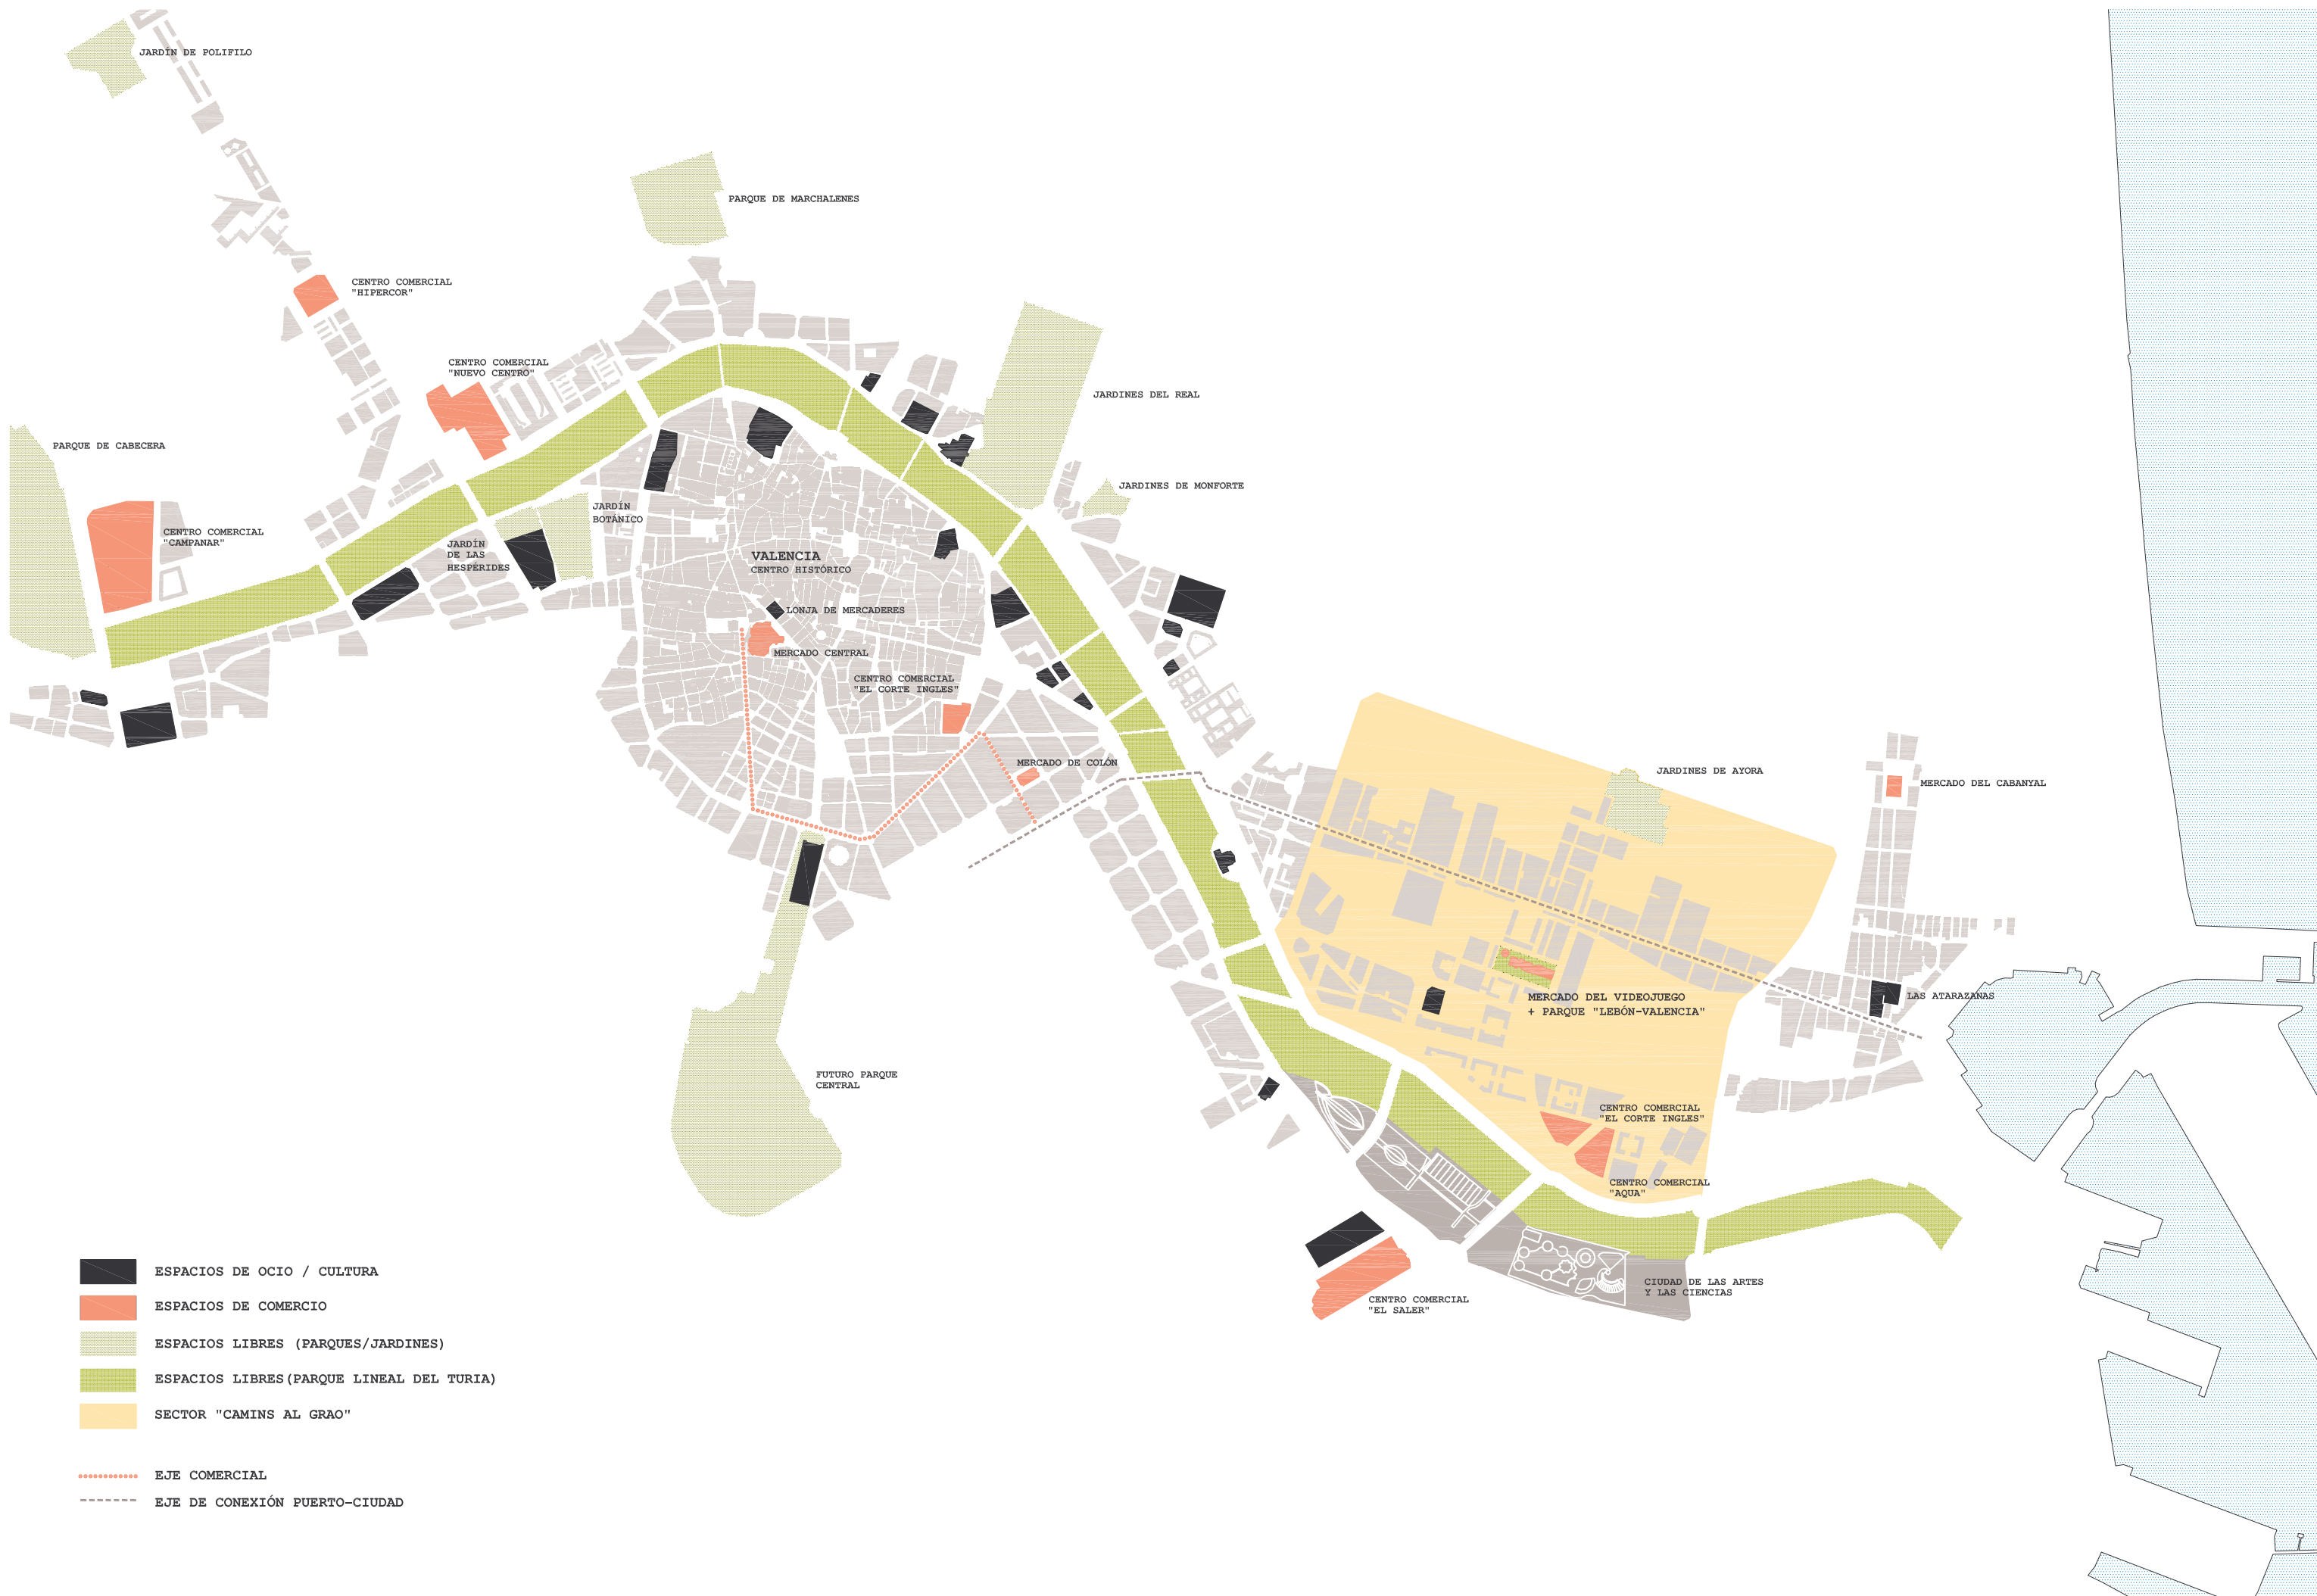 JARDÍN DE POLIFILO
PARQUE DE MARCHALENES
CENTRO COMERCIAL
"HIPERCOR"
CENTRO COMERCIAL
"NUEVO CENTRO"
JARDINES DEL REAL
PARQUE DE CABECERA
JARDINES DE MONFORTE
JARDÍN
BOTÁNICO
CENTRO COMERCIAL
"CAMPANAR"
JARDÍN
DE LAS
HESPÉRIDES
VALENCIA
CENTRO HISTÓRICO
LONJA DE MERCADERES
MERCADO CENTRAL
CENTRO COMERCIAL
"EL CORTE INGLES"
MERCADO DE COLÓN
JARDINES DE AYORA
MERCADO DEL CABANYAL
MERCADO DEL VIDEOJUEGO
+ PARQUE "LEBÓN-VALENCIA"
LAS ATARAZANAS
FUTURO PARQUE
CENTRAL
CENTRO COMERCIAL
"EL CORTE INGLES"
CENTRO COMERCIAL
"AQUA"
CIUDAD DE LAS ARTES
Y LAS CIENCIAS
CENTRO COMERCIAL
"EL SALER"
ESPACIOS DE OCIO / CULTURA
ESPACIOS DE COMERCIO
ESPACIOS LIBRES (PARQUES/JARDINES)
ESPACIOS LIBRES(PARQUE LINEAL DEL TURIA)
SECTOR "CAMINS AL GRAO"
EJE COMERCIAL
EJE DE CONEXIÓN PUERTO-CIUDAD